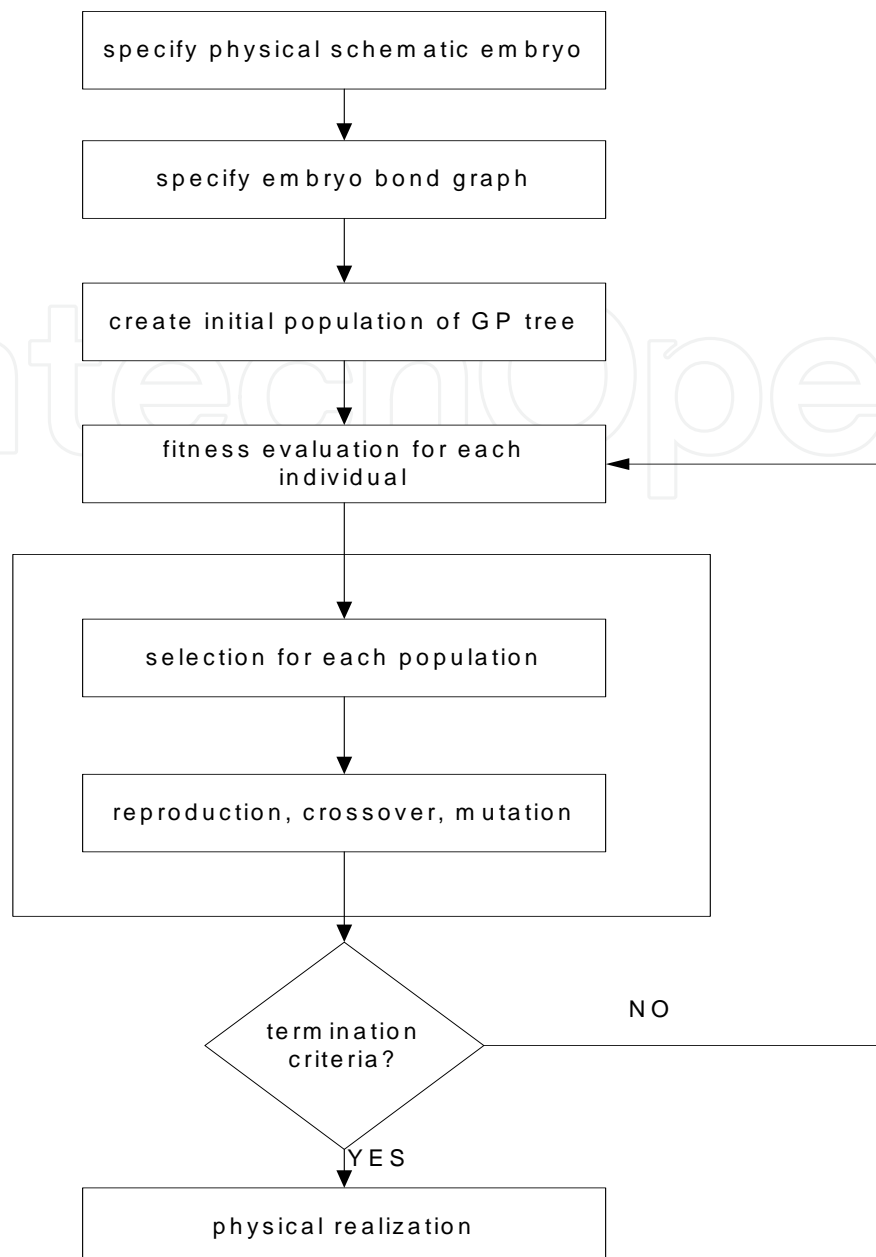 specify physical schematic embryo
specify embryo bond graph
create initial population of GP tree
fitness evaluation for each
individual
selection for each population
reproduction, crossover, mutation
termination
criteria?
NO
YES
physical realization